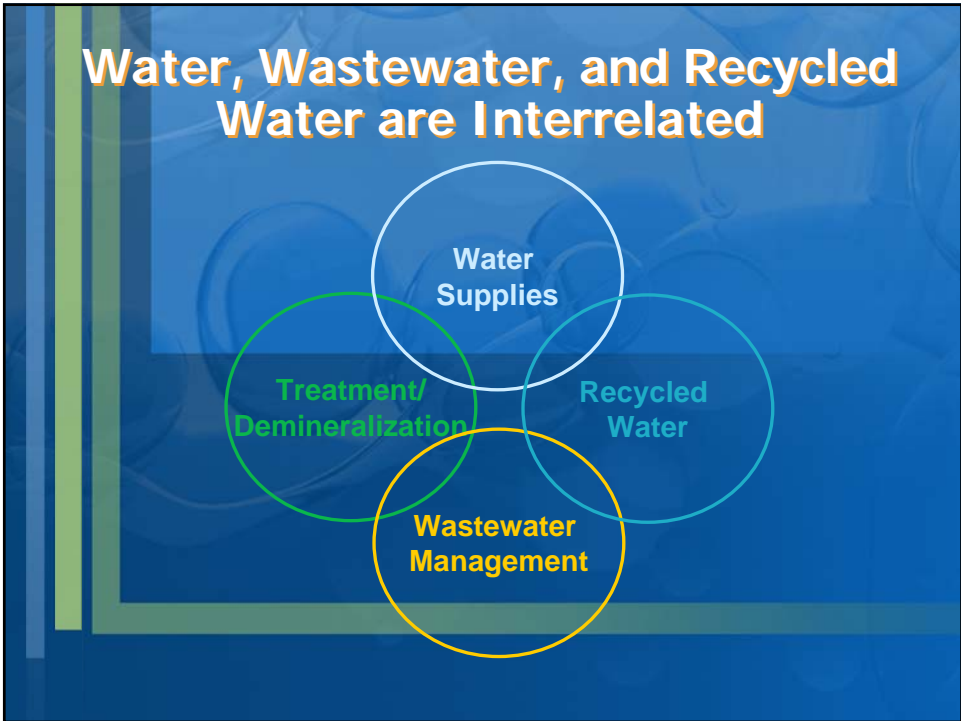 Water, Wastewater, and Recycled
Water are Interrelated
Water
Supplies
Treatment/
Demineralization
Recycled
Water
Wastewater
Management